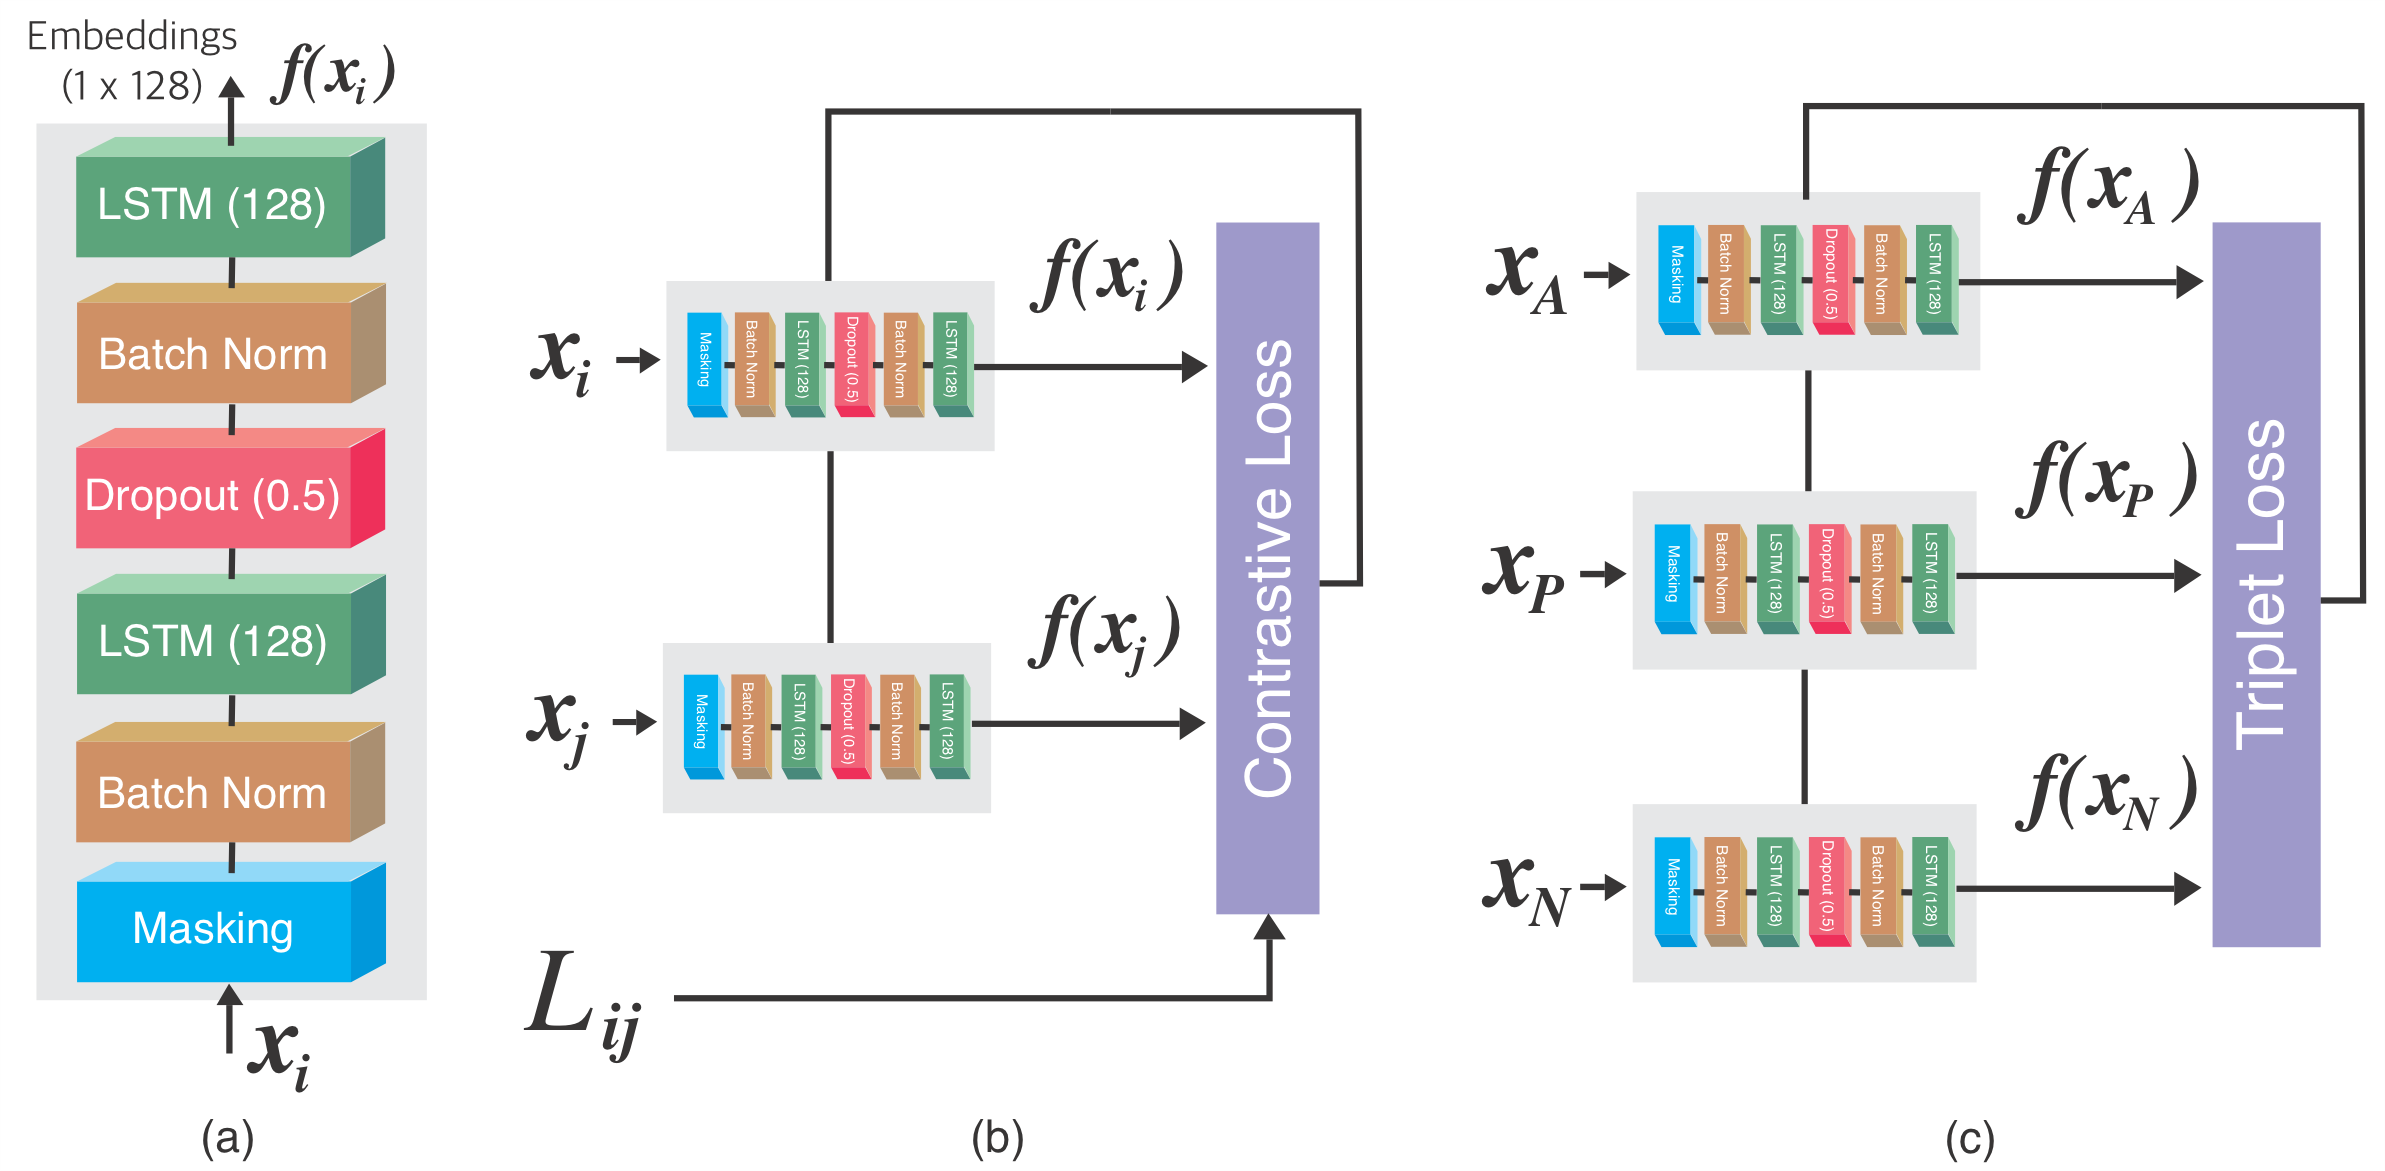 Embeddings
(1 x 128)
f(x_i)
LSTM (128)
Batch Norm
Dropout (0.5)
LSTM (128)
Batch Norm
Masking
x_i
(a)
x_i
Masking
Batch Norm
LSTM (128)
Dropout (0.5)
Batch Norm
LSTM (128)
f(x_i)
x_j
Masking
Batch Norm
LSTM (128)
Dropout (0.5)
Batch Norm
LSTM (128)
f(x_j)
Contrastive Loss
L_ij
(b)
x_A
Masking
Batch Norm
LSTM (128)
Dropout (0.5)
Batch Norm
LSTM (128)
f(x_A)
x_P
Masking
Batch Norm
LSTM (128)
Dropout (0.5)
Batch Norm
LSTM (128)
f(x_P)
x_N
Masking
Batch Norm
LSTM (128)
Dropout (0.5)
Batch Norm
LSTM (128)
f(x_N)
Triplet Loss
(c)